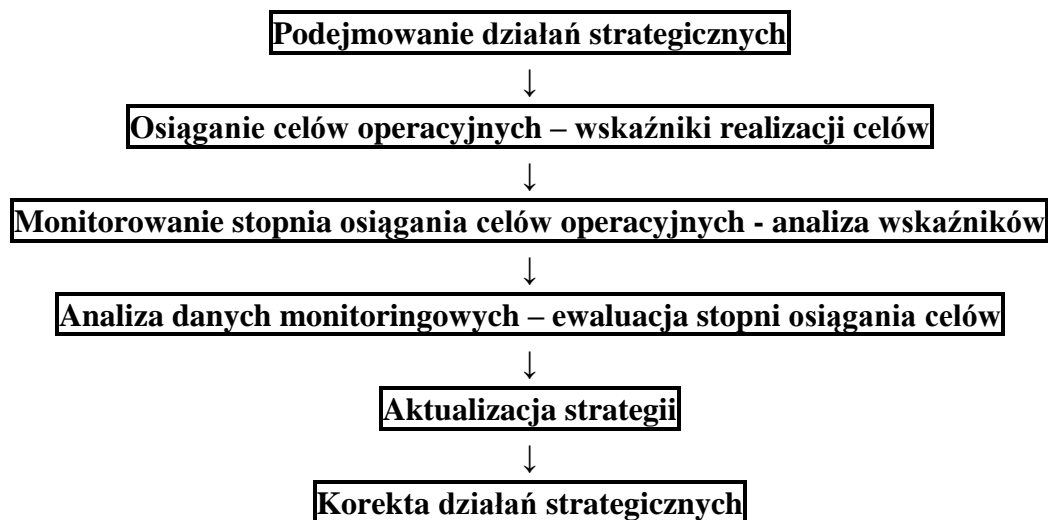 Podejmowanie działań strategicznych
↓
Osiąganie celów operacyjnych – wskaźniki realizacji celów
↓
Monitorowanie stopnia osiągania celów operacyjnych - analiza wskaźników
↓
Analiza danych monitoringowych – ewaluacja stopni osiągania celów
↓
Aktualizacja strategii
↓
Korekta działań strategicznych